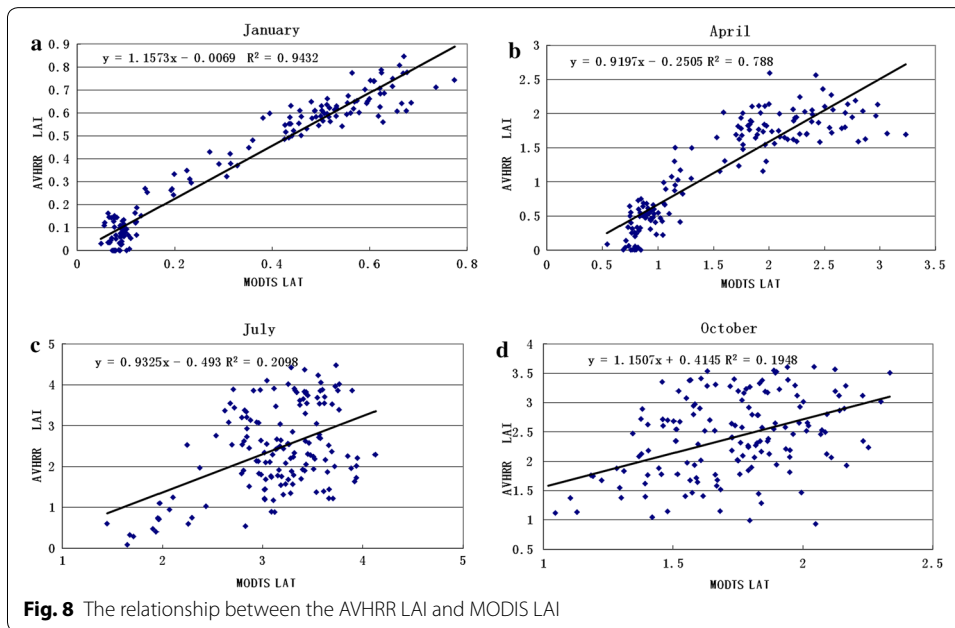 January
a
y = 1.1573x - 0.0069 R² = 0.9432
AVHRR LAI
0.9
0.8
0.7
0.6
0.5
0.4
0.3
0.2
0.1
0
0 0.2 0.4 0.6 0.8
MODIS LAI
April
b
y = 0.9197x - 0.2505 R² = 0.788
AVHRR LAI
3
2.5
2
1.5
1
0.5
0
0 0.5 1 1.5 2 2.5 3 3.5
MODIS LAI
July
c
y = 0.9325x - 0.493 R² = 0.2098
AVHRR LAI
5
4
3
2
1
0
1 2 3 4 5
MODIS LAI
October
d
y = 1.1507x + 0.4145 R² = 0.1948
AVHRR LAI
4
3.5
3
2.5
2
1.5
1
0.5
1 1.5 2 2.5
MODIS LAI
Fig. 8 The relationship between the AVHRR LAI and MODIS LAI